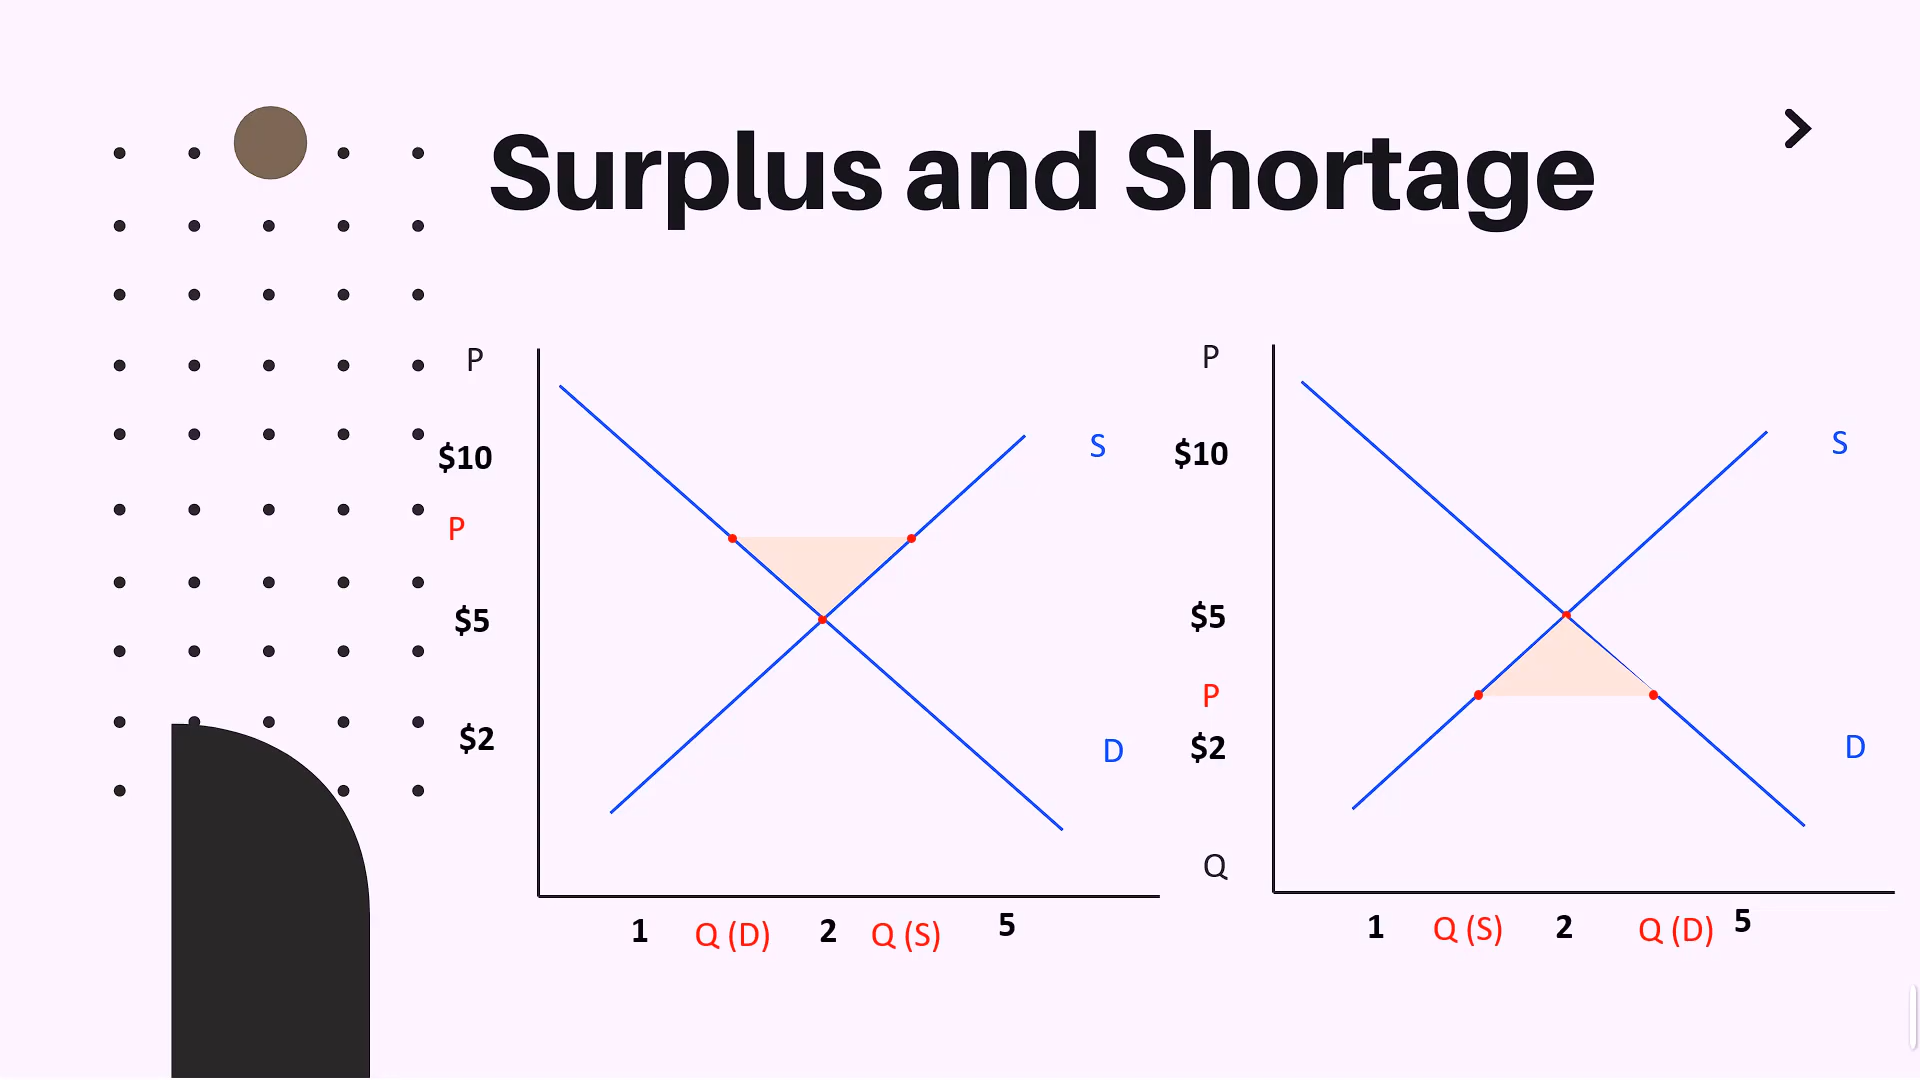 Surplus and Shortage
P
$10
P
$5
$2
S
D
1 Q (D) 2 Q (S) 5
P
$10
$5
P
$2
Q
S
D
1 Q (S) 2 Q (D) 5